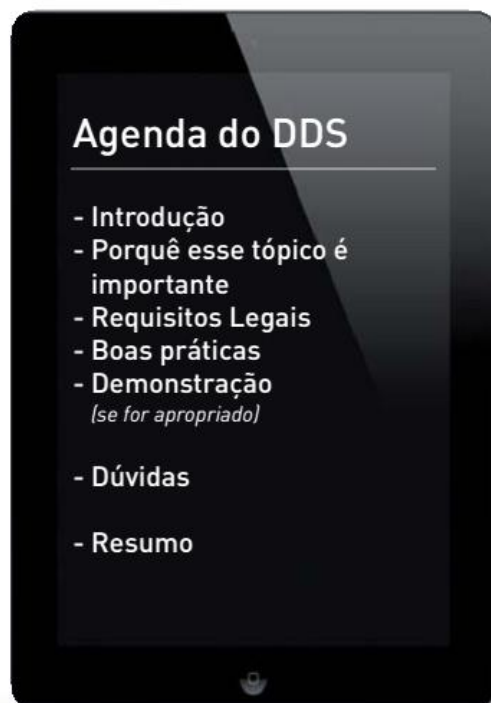 Agenda do DDS
- Introdução
- Porquê esse tópico é
importante
- Requisitos Legais
- Boas práticas
- Demonstração
(se for apropriado)
- Dúvidas
- Resumo